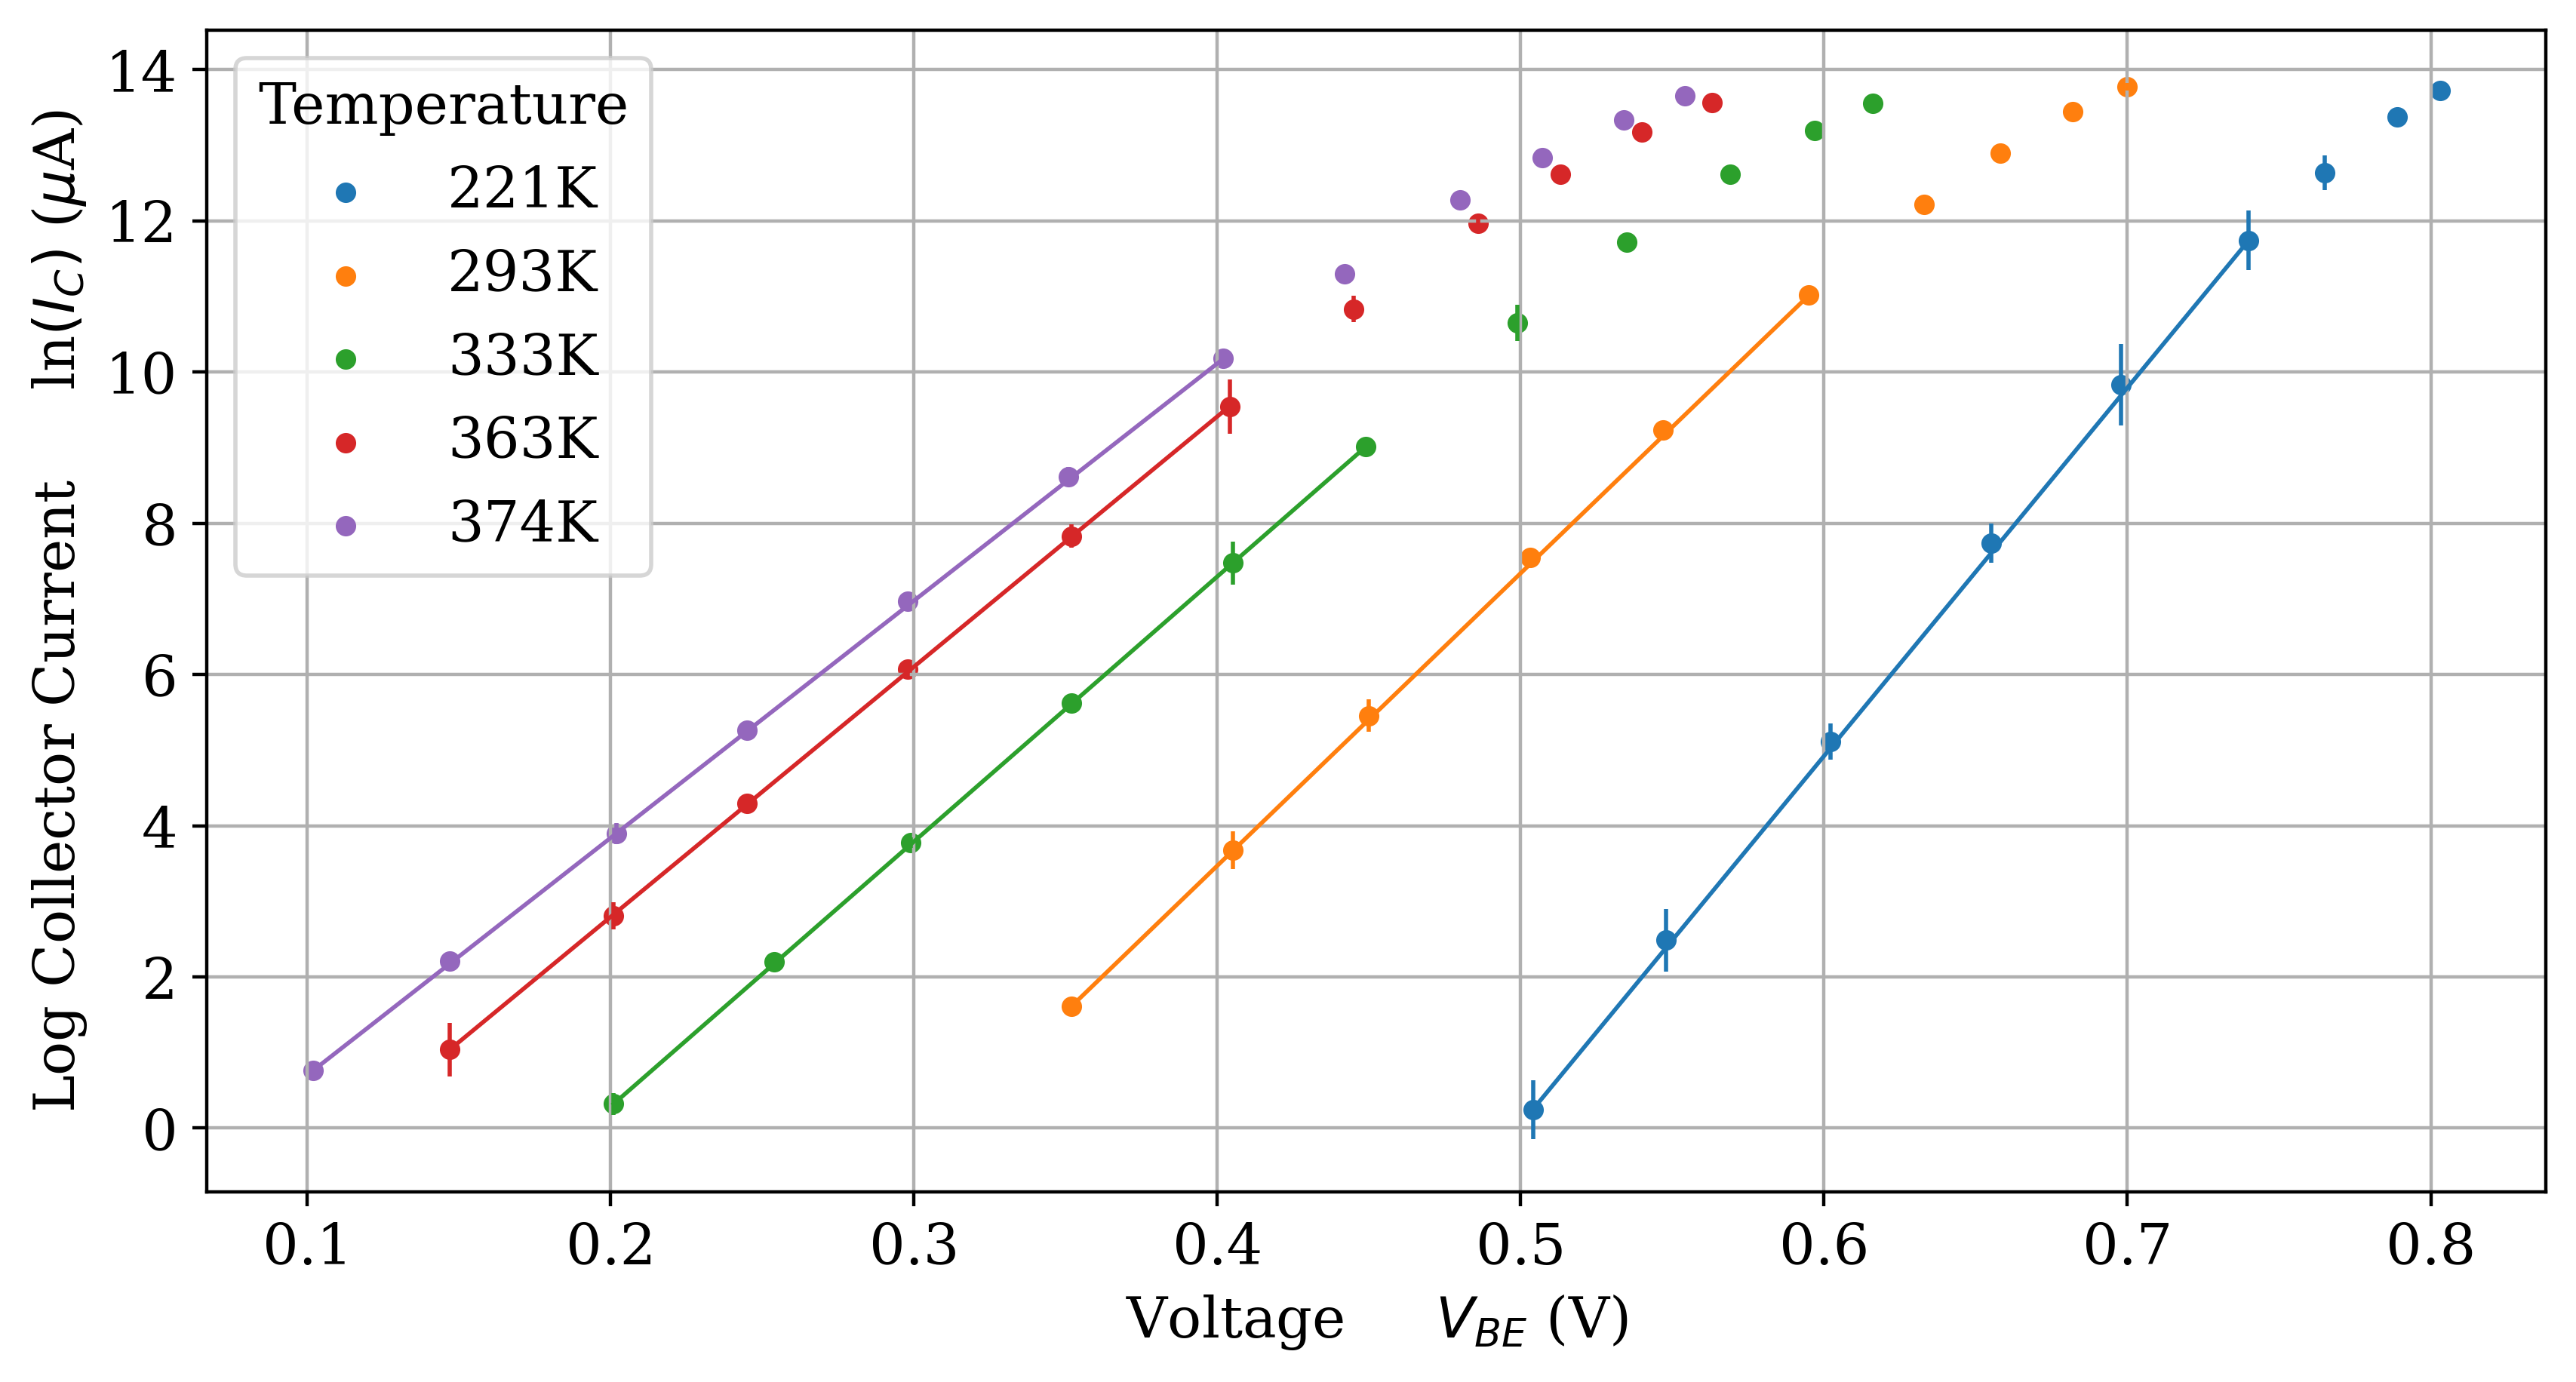 Log Collector Current ln(I_C) (μA)
14
12
10
8
6
4
2
0
Temperature
221K
293K
333K
363K
374K
0.1 0.2 0.3 0.4 0.5 0.6 0.7 0.8
Voltage V_BE (V)